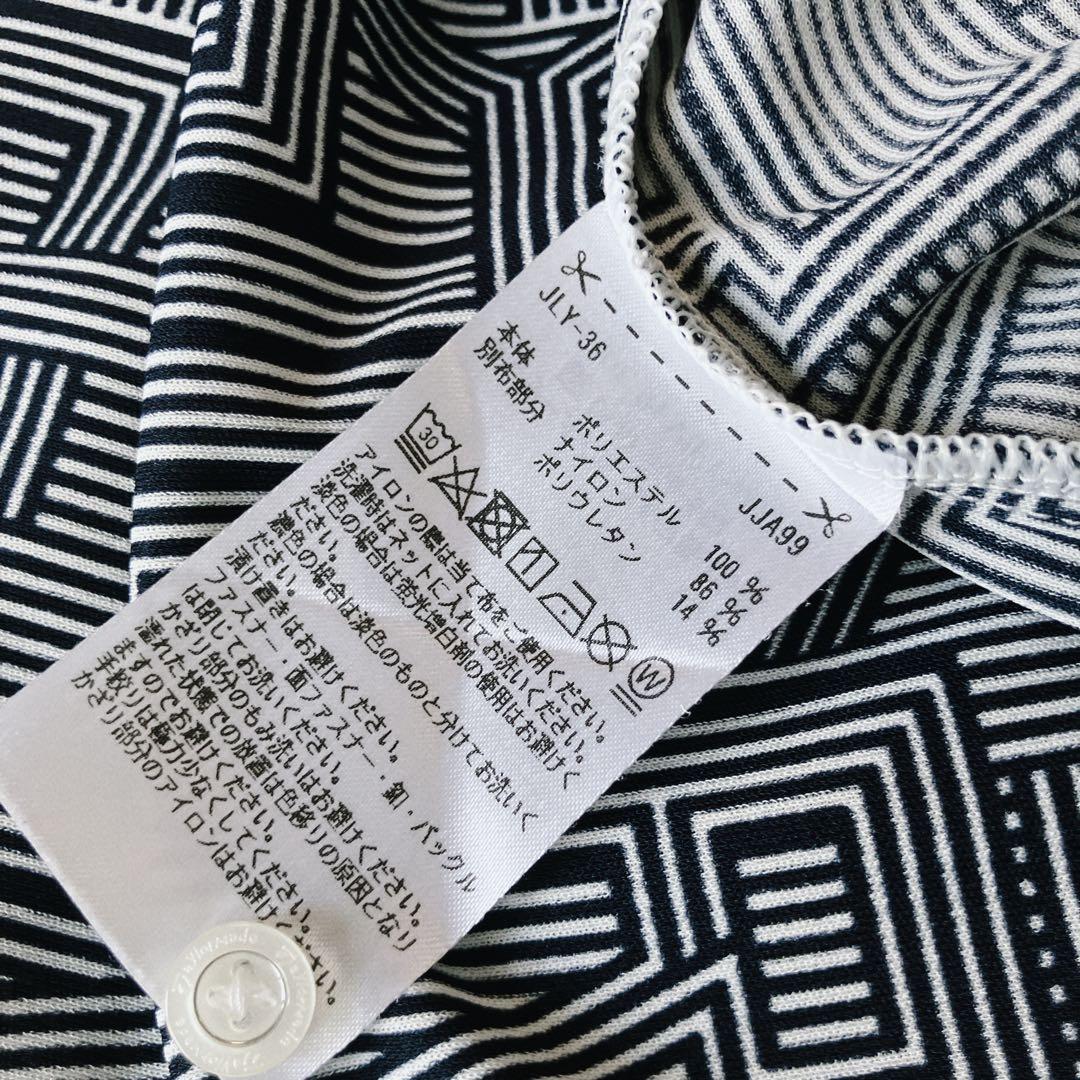 JLY-36 JJA99
本体 ポリエステル 100 %
別布部分 ナイロン 86 %
ポリウレタン 14 %
30
W
アイロンの際は当て布をご使用ください。
洗濯時はネットに入れてお洗いください。
淡色の場合は蛍光増白剤の使用はお避けく
ださい。
濃色の場合は淡色のものと分けてお洗いく
ださい。
漬け置きはお避けください。
ファスナー・面ファスナー・釦・バックル
は閉じてお洗いください。
かざり部分のもみ洗いはお避けください。
濡れた状態での放置は色移りの原因となり
ますのでお避けください。
手絞りは極力少なくしてください。
かざり部分のアイロンはお避けください。